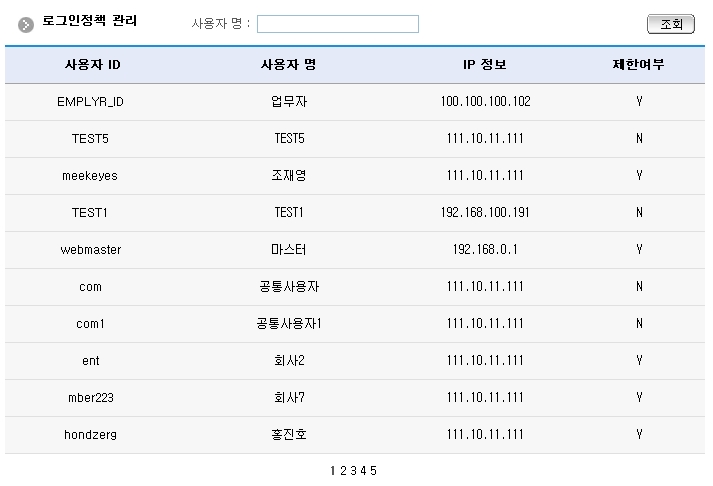 로그인정책 관리 사용자 명 : 조회
사용자 ID 사용자 명 IP 정보 제한여부
EMPLYR_ID 업무자 100.100.100.102 Y
TEST5 TEST5 111.10.11.111 N
meekeyes 조재영 111.10.11.111 Y
TEST1 TEST1 192.168.100.191 N
webmaster 마스터 192.168.0.1 Y
com 공통사용자 111.10.11.111 N
com1 공통사용자1 111.10.11.111 N
ent 회사2 111.10.11.111 Y
mber223 회사7 111.10.11.111 Y
hondzerg 홍진호 111.10.11.111 Y
1 2 3 4 5